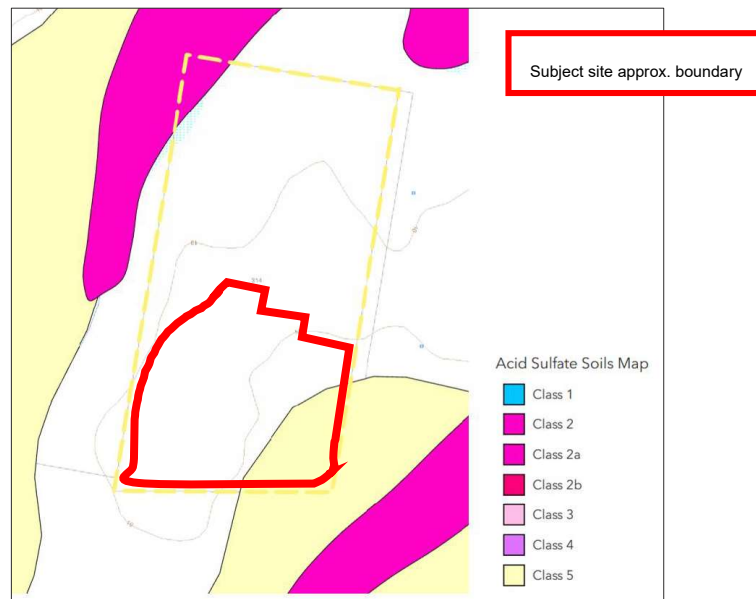 Subject site approx. boundary
Acid Sulfate Soils Map
Class 1
Class 2
Class 2a
Class 2b
Class 3
Class 4
Class 5